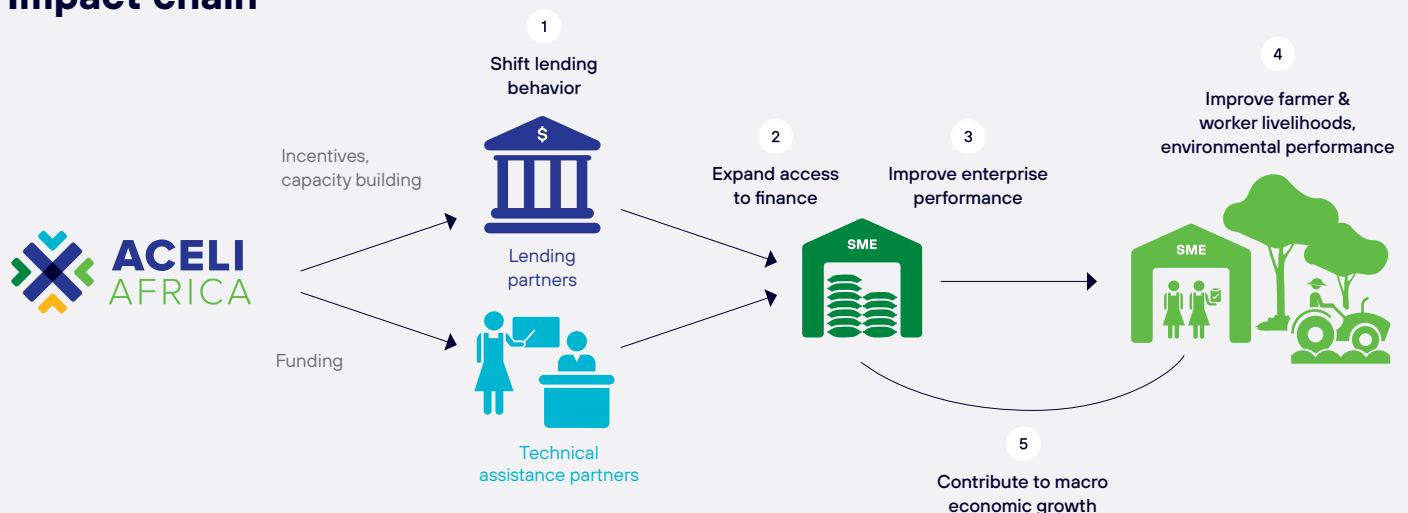 Impact chain
1
Shift lending
behavior
$
Incentives,
capacity building
Lending
partners
ACELI
AFRICA
Funding
Technical
assistance partners
2
Expand access
to finance
3
Improve enterprise
performance
SME
4
Improve farmer &
worker livelihoods,
environmental performance
SME
5
Contribute to macro
economic growth